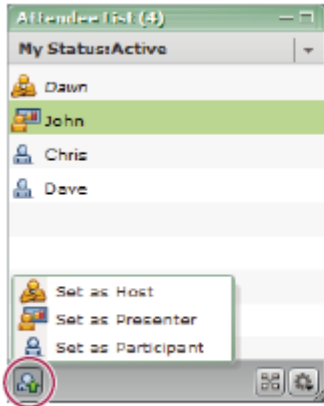 Attendee List (4)
My Status:Active
Dawn
John
Chris
Dave
Set as Host
Set as Presenter
Set as Participant